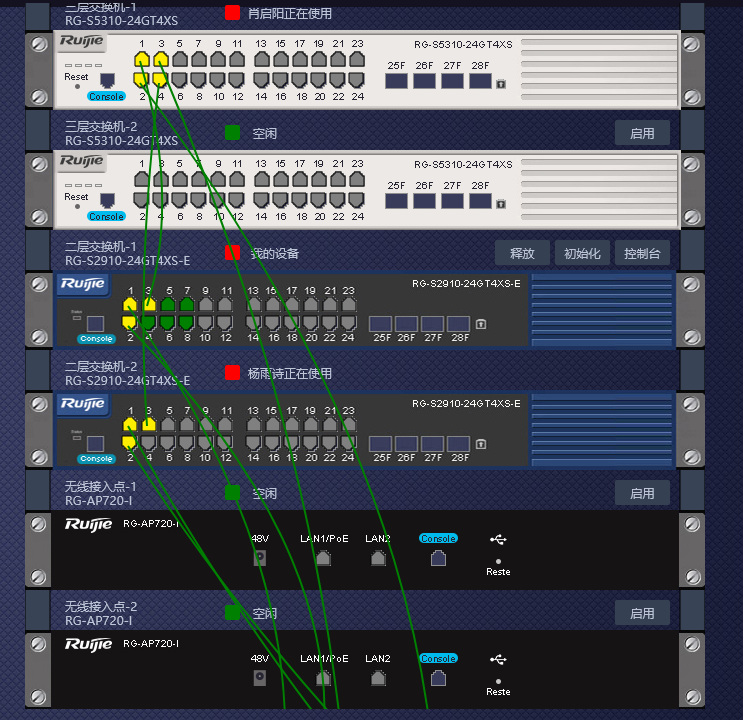 三层交换机-1
RG-S5310-24GT4XS
肖启阳正在使用
Ruijie
1 3 5 7 9 11 13 15 17 19 21 23
RG-S5310-24GT4XS
25F 26F 27F 28F
Reset
Console
2 4 6 8 10 12 14 16 18 20 22 24
三层交换机-2
RG-S5310-24GT4XS
空闲
启用
Ruijie
1 3 5 7 9 11 13 15 17 19 21 23
RG-S5310-24GT4XS
25F 26F 27F 28F
Reset
Console
2 4 6 8 10 12 14 16 18 20 22 24
二层交换机-1
RG-S2910-24GT4XS-E
我的设备
释放 初始化 控制台
Ruijie
RG-S2910-24GT4XS-E
1 3 5 7 9 11 13 15 17 19 21 23
Console
2 4 6 8 10 12 14 16 18 20 22 24
25F 26F 27F 28F
二层交换机-2
RG-S2910-24GT4XS-E
杨雨诗正在使用
Ruijie
RG-S2910-24GT4XS-E
1 3 5 7 9 11 13 15 17 19 21 23
Console
2 4 6 8 10 12 14 16 18 20 22 24
25F 26F 27F 28F
无线接入点-1
RG-AP720-I
空闲
启用
Ruijie RG-AP720-I
48V LAN1/PoE LAN2 Console
Reste
无线接入点-2
RG-AP720-I
空闲
启用
Ruijie RG-AP720-I
48V LAN1/PoE LAN2 Console
Reste